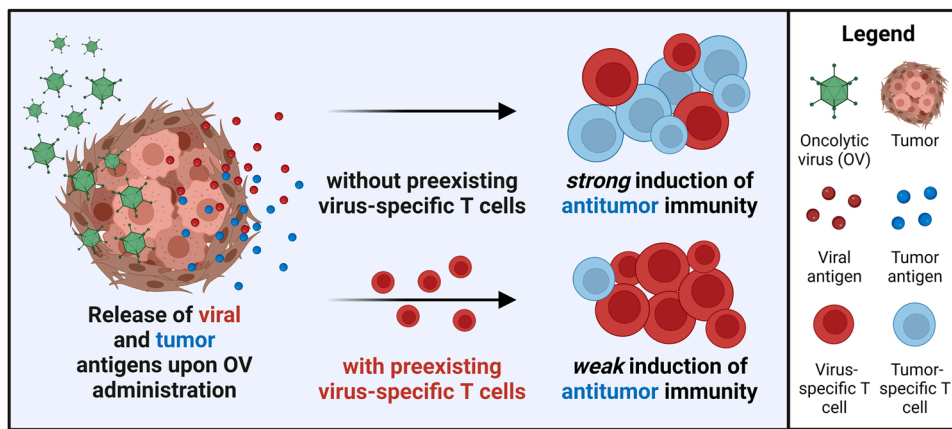 Release of viral
and tumor
antigens upon OV
administration
without preexisting
virus-specific T cells
strong induction of
antitumor immunity
with preexisting
virus-specific T cells
weak induction of
antitumor immunity
Legend
Oncolytic
virus (OV)
Tumor
Viral
antigen
Tumor
antigen
Virus-
specific T
cell
Tumor-
specific T
cell